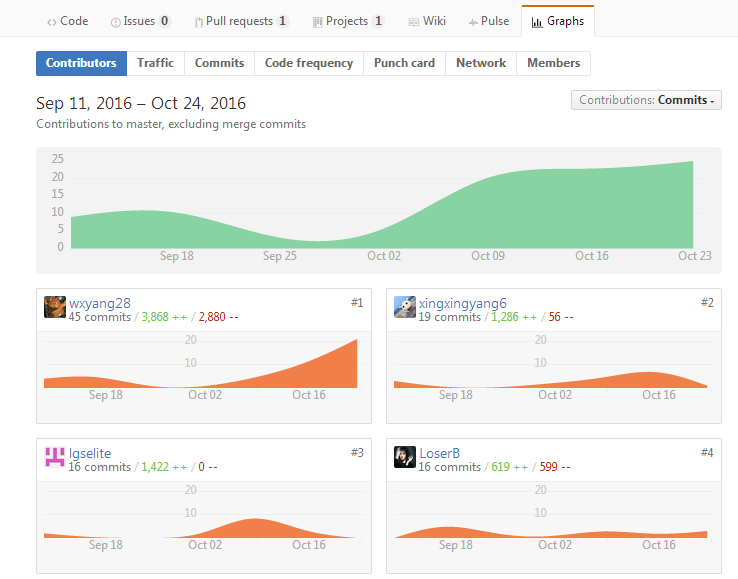 Code Issues 0 Pull requests 1 Projects 1 Wiki Pulse Graphs
Contributors Traffic Commits Code frequency Punch card Network Members
Sep 11, 2016 – Oct 24, 2016
Contributions: Commits
Contributions to master, excluding merge commits
25
20
15
10
5
0
Sep 18 Sep 25 Oct 02 Oct 09 Oct 16 Oct 23
wxyang28 #1
45 commits / 3,868 ++ / 2,880 --
20
10
Sep 18 Oct 02 Oct 16
xingxingyang6 #2
19 commits / 1,286 ++ / 56 --
20
10
Sep 18 Oct 02 Oct 16
lgselite #3
16 commits / 1,422 ++ / 0 --
20
10
Sep 18 Oct 02 Oct 16
LoserB #4
16 commits / 619 ++ / 599 --
20
10
Sep 18 Oct 02 Oct 16